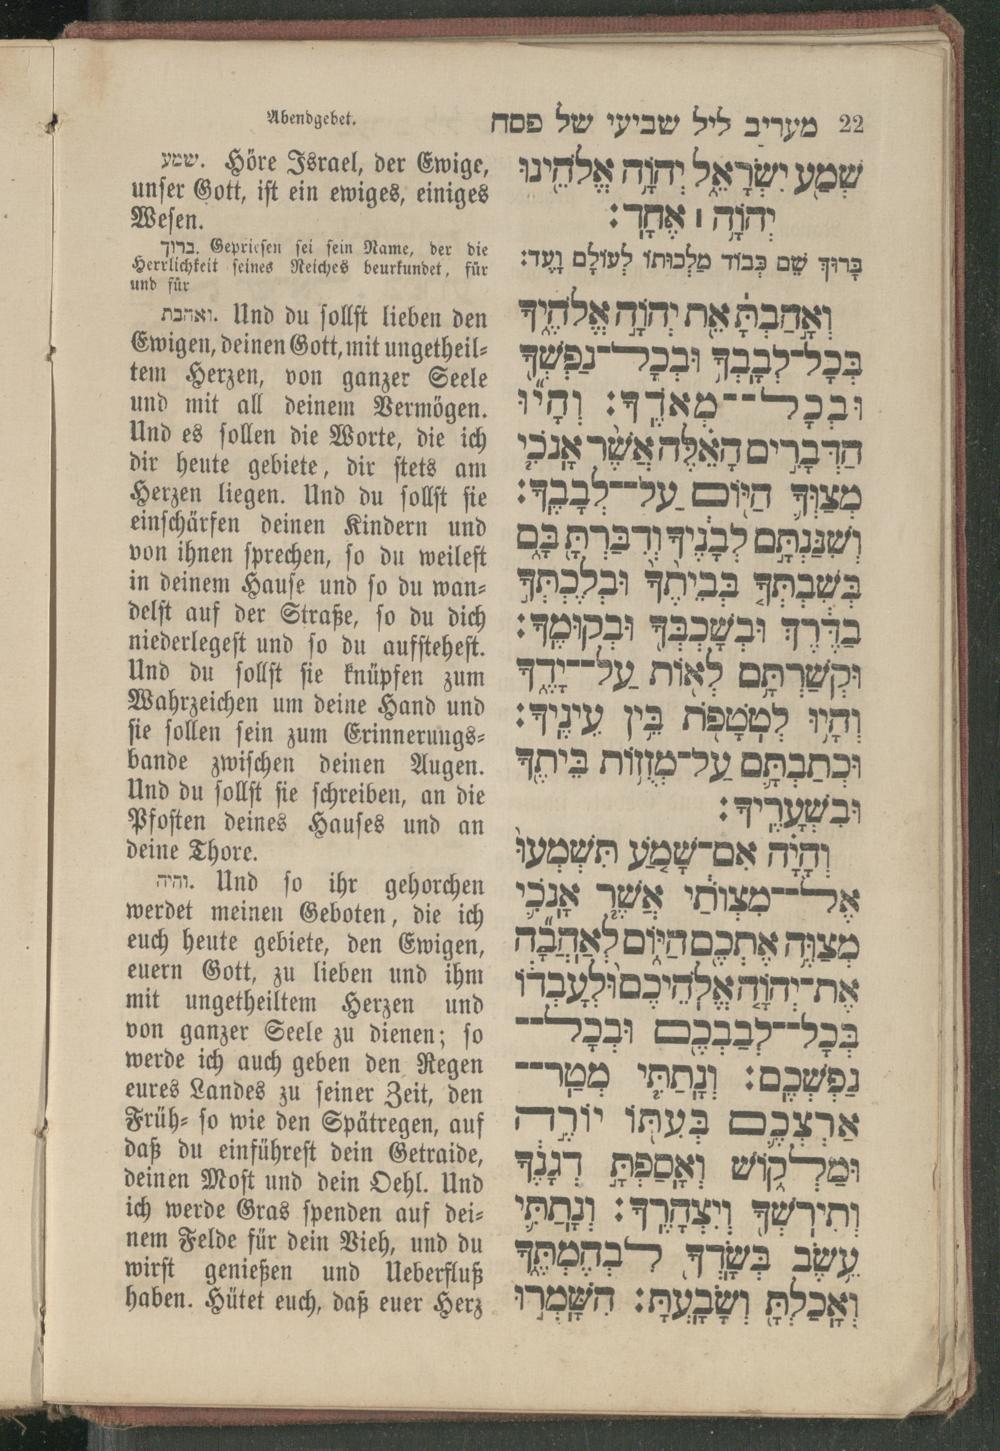 22 מעריב ליל שביעי של פסח
Abendgebet.
שְׁמַ֖ע יִשְׂרָאֵ֑ל יְהוָֹ֥ה אֱלֹהֵ֖ינוּ
יְהוָֹ֥ה ׀ אֶחָֽד׃
בָּרוּךְ שֵׁם כְּבוֹד מַלְכוּתוֹ לְעוֹלָם וָעֶד׃
וְאָ֣הַבְתָּ֔ אֵ֖ת יְהוָֹ֣ה אֱלֹהֶ֑יךָ
בְּכָל־לְבָבְךָ֥ וּבְכָל־נַפְשְׁךָ֖
וּבְכָל־מְאֹדֶֽךָ׃ וְהָי֞וּ
הַדְּבָרִ֣ים הָאֵ֗לֶּה אֲשֶׁ֨ר אָנֹכִ֧י
מְצַוְּךָ֛ הַיּ֖וֹם עַל־לְבָבֶֽךָ׃
וְשִׁנַּנְתָּ֣ם לְבָנֶ֔יךָ וְדִבַּרְתָּ֖ בָּ֑ם
בְּשִׁבְתְּךָ֤ בְּבֵיתֶ֙ךָ֙ וּבְלֶכְתְּךָ֣
בַדֶּ֔רֶךְ וּֽבְשָׁכְבְּךָ֖ וּבְקוּמֶֽךָ׃
וּקְשַׁרְתָּ֥ם לְא֖וֹת עַל־יָדֶ֑ךָ
וְהָי֥וּ לְטֹטָפֹ֖ת בֵּ֥ין עֵינֶֽיךָ׃
וּכְתַבְתָּ֛ם עַל־מְזֻז֥וֹת בֵּיתֶ֖ךָ
וּבִשְׁעָרֶֽיךָ׃
וְהָיָ֗ה אִם־שָׁמֹ֤עַ תִּשְׁמְעוּ֙
אֶל־מִצְוֹתַ֔י אֲשֶׁ֧ר אָנֹכִ֛י
מְצַוֶּ֥ה אֶתְכֶ֖ם הַיּ֑וֹם לְאַהֲבָ֞ה
אֶת־יְהוָֹ֤ה אֱלֹֽהֵיכֶם֙ וּלְעָבְד֔וֹ
בְּכָל־לְבַבְכֶ֖ם וּבְכָל־
נַפְשְׁכֶֽם׃ וְנָתַתִּ֧י מְטַֽר־
אַרְצְכֶ֛ם בְּעִתּ֖וֹ יוֹרֶ֣ה
וּמַלְק֑וֹשׁ וְאָסַפְתָּ֣ דְגָנֶ֔ךָ
וְתִירֹֽשְׁךָ֖ וְיִצְהָרֶֽךָ׃ וְנָתַתִּ֛י
עֵ֥שֶׂב בְּשָׂדְךָ֖ לִבְהֶמְתֶּ֑ךָ
וְאָכַלְתָּ֖ וְשָׂבָֽעְתָּ׃ הִשָּֽׁמְר֣וּ
שמע. Höre Israel, der Ewige,
unser Gott, ist ein ewiges, einiges
Wesen.
ברוך. Gepriesen sei sein Name, der die
Herrlichkeit seines Reiches beurkundet, für
und für
ואהבת. Und du sollst lieben den
Ewigen, deinen Gott, mit ungetheil=
tem Herzen, von ganzer Seele
und mit all deinem Vermögen.
Und es sollen die Worte, die ich
dir heute gebiete, dir stets am
Herzen liegen. Und du sollst sie
einschärfen deinen Kindern und
von ihnen sprechen, so du weilest
in deinem Hause und so du wan=
delst auf der Straße, so du dich
niederlegest und so du aufstehest.
Und du sollst sie knüpfen zum
Wahrzeichen um deine Hand und
sie sollen sein zum Erinnerungs=
bande zwischen deinen Augen.
Und du sollst sie schreiben, an die
Pfosten deines Hauses und an
deine Thore.
והיה. Und so ihr gehorchen
werdet meinen Geboten, die ich
euch heute gebiete, den Ewigen,
euern Gott, zu lieben und ihm
mit ungetheiltem Herzen und
von ganzer Seele zu dienen; so
werde ich auch geben den Regen
eures Landes zu seiner Zeit, den
Früh= so wie den Spätregen, auf
daß du einführest dein Getraide,
deinen Most und dein Oehl. Und
ich werde Gras spenden auf dei=
nem Felde für dein Vieh, und du
wirst genießen und Ueberfluß
haben. Hütet euch, daß euer Herz